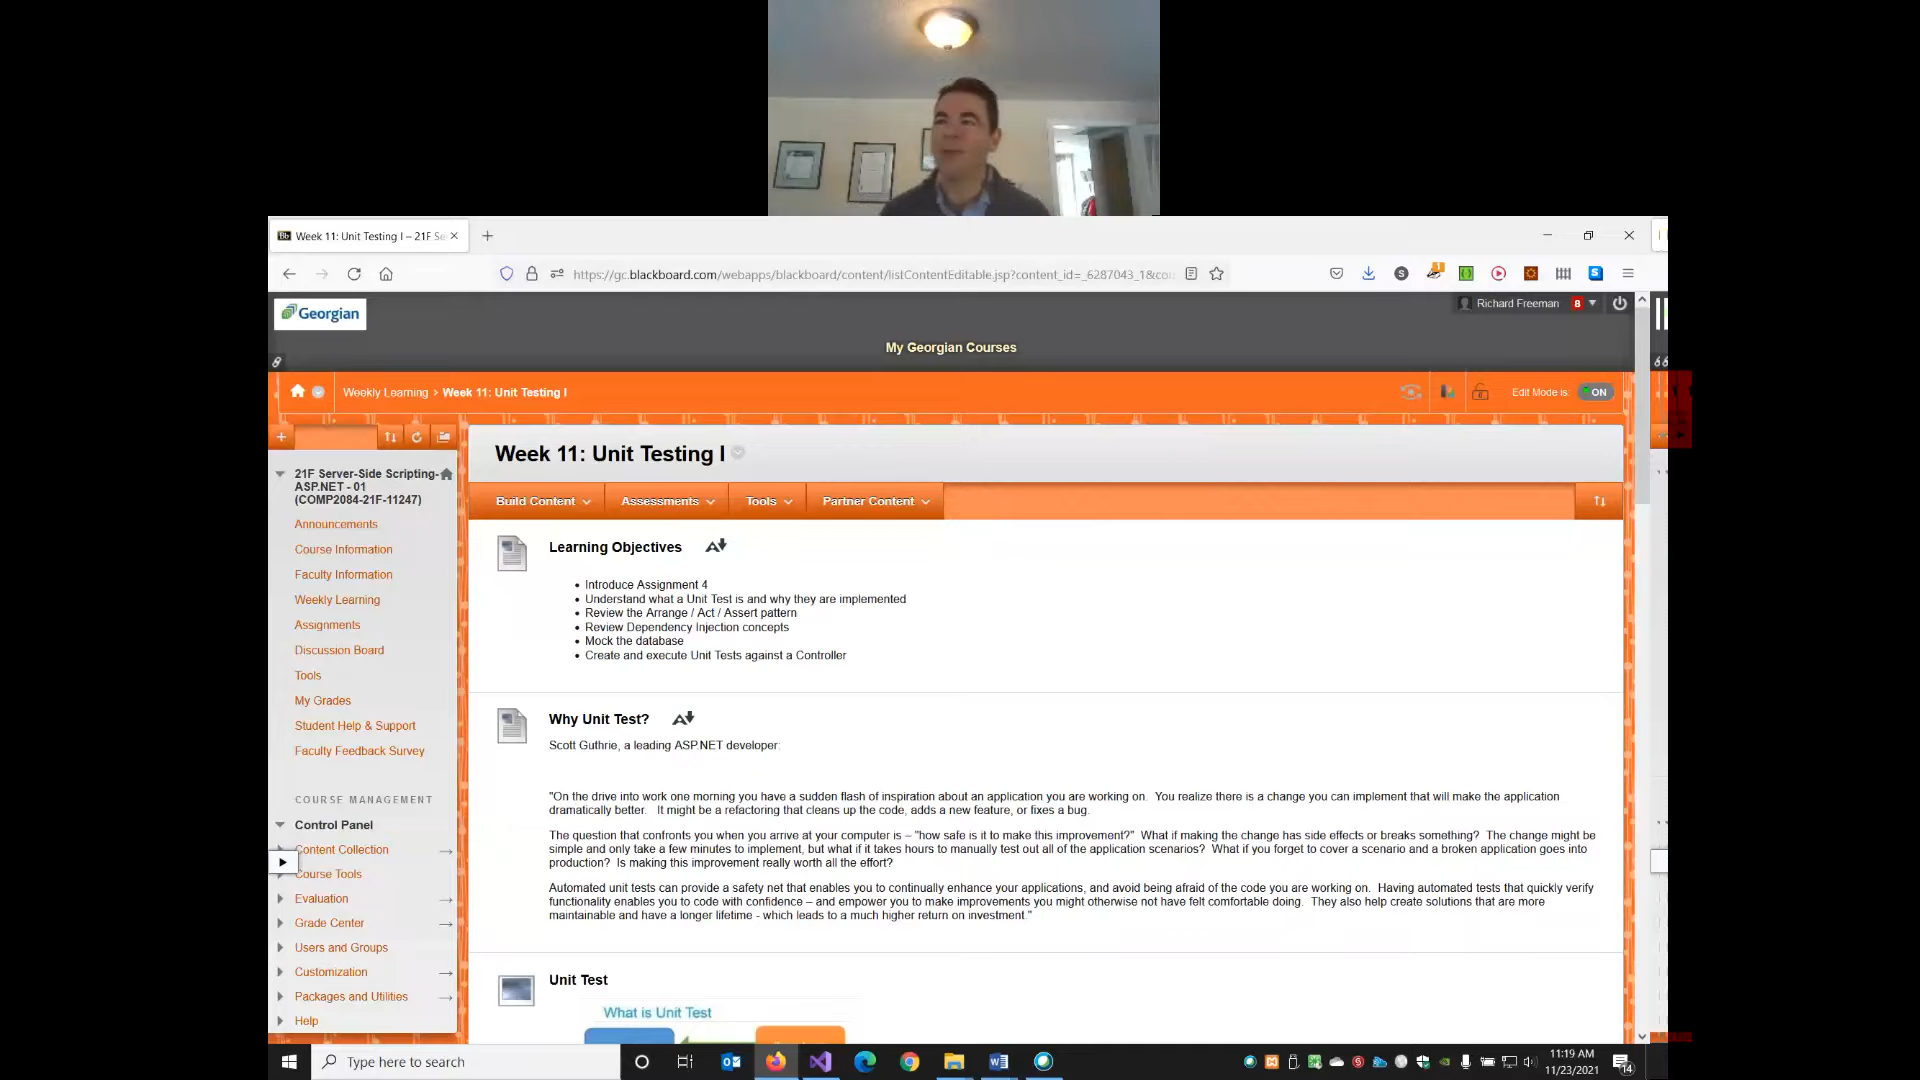 Week 11: Unit Testing I – 21F Se
https://gc.blackboard.com/webapps/blackboard/content/listContentEditable.jsp?content_id=_6287043_1&cou
Georgian
Richard Freeman 8
My Georgian Courses
Weekly Learning > Week 11: Unit Testing I
Edit Mode is: ON
21F Server-Side Scripting-
ASP.NET - 01
(COMP2084-21F-11247)
Announcements
Course Information
Faculty Information
Weekly Learning
Assignments
Discussion Board
Tools
My Grades
Student Help & Support
Faculty Feedback Survey
COURSE MANAGEMENT
Control Panel
Content Collection
Course Tools
Evaluation
Grade Center
Users and Groups
Customization
Packages and Utilities
Help
Week 11: Unit Testing I
Build Content Assessments Tools Partner Content
Learning Objectives
• Introduce Assignment 4
• Understand what a Unit Test is and why they are implemented
• Review the Arrange / Act / Assert pattern
• Review Dependency Injection concepts
• Mock the database
• Create and execute Unit Tests against a Controller
Why Unit Test?
Scott Guthrie, a leading ASP.NET developer:
"On the drive into work one morning you have a sudden flash of inspiration about an application you are working on. You realize there is a change you can implement that will make the application
dramatically better. It might be a refactoring that cleans up the code, adds a new feature, or fixes a bug.
The question that confronts you when you arrive at your computer is – "how safe is it to make this improvement?" What if making the change has side effects or breaks something? The change might be
simple and only take a few minutes to implement, but what if it takes hours to manually test out all of the application scenarios? What if you forget to cover a scenario and a broken application goes into
production? Is making this improvement really worth all the effort?
Automated unit tests can provide a safety net that enables you to continually enhance your applications, and avoid being afraid of the code you are working on. Having automated tests that quickly verify
functionality enables you to code with confidence – and empower you to make improvements you might otherwise not have felt comfortable doing. They also help create solutions that are more
maintainable and have a longer lifetime - which leads to a much higher return on investment."
Unit Test
What is Unit Test
Type here to search
11:19 AM
11/23/2021
14